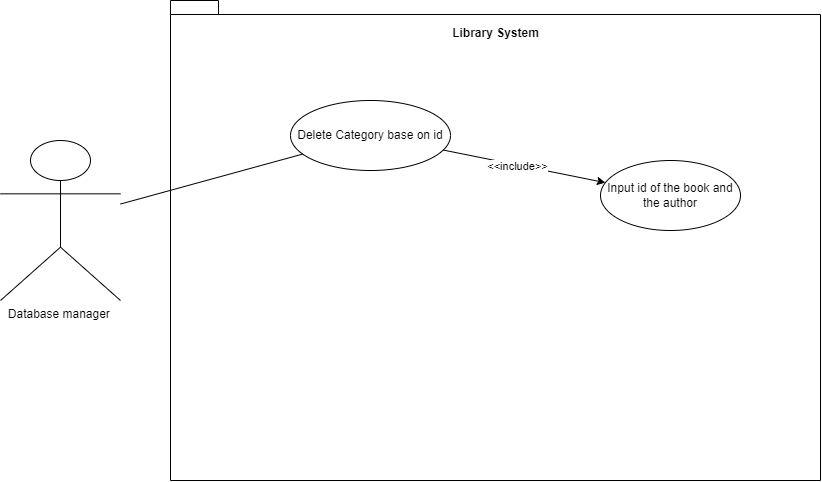 Library System
Delete Category base on id
<<include>>
Input id of the book and
the author
Database manager